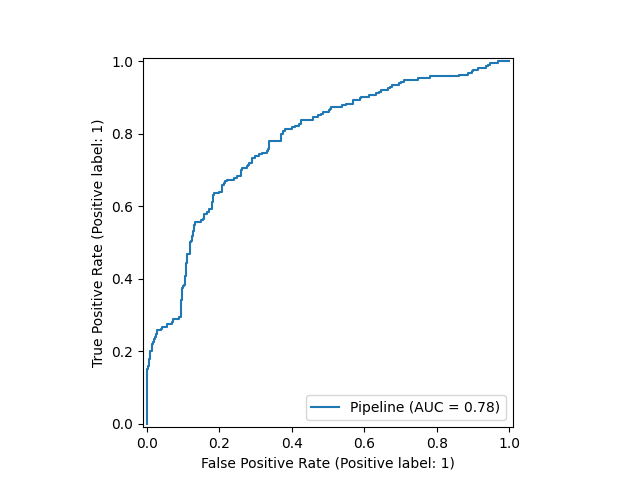 1.0
0.8
0.6
0.4
0.2
0.0
True Positive Rate (Positive label: 1)
Pipeline (AUC = 0.78)
0.0 0.2 0.4 0.6 0.8 1.0
False Positive Rate (Positive label: 1)